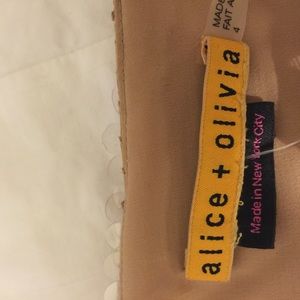 MADE
FAIT A
4
alice + olivia
Made in New York City